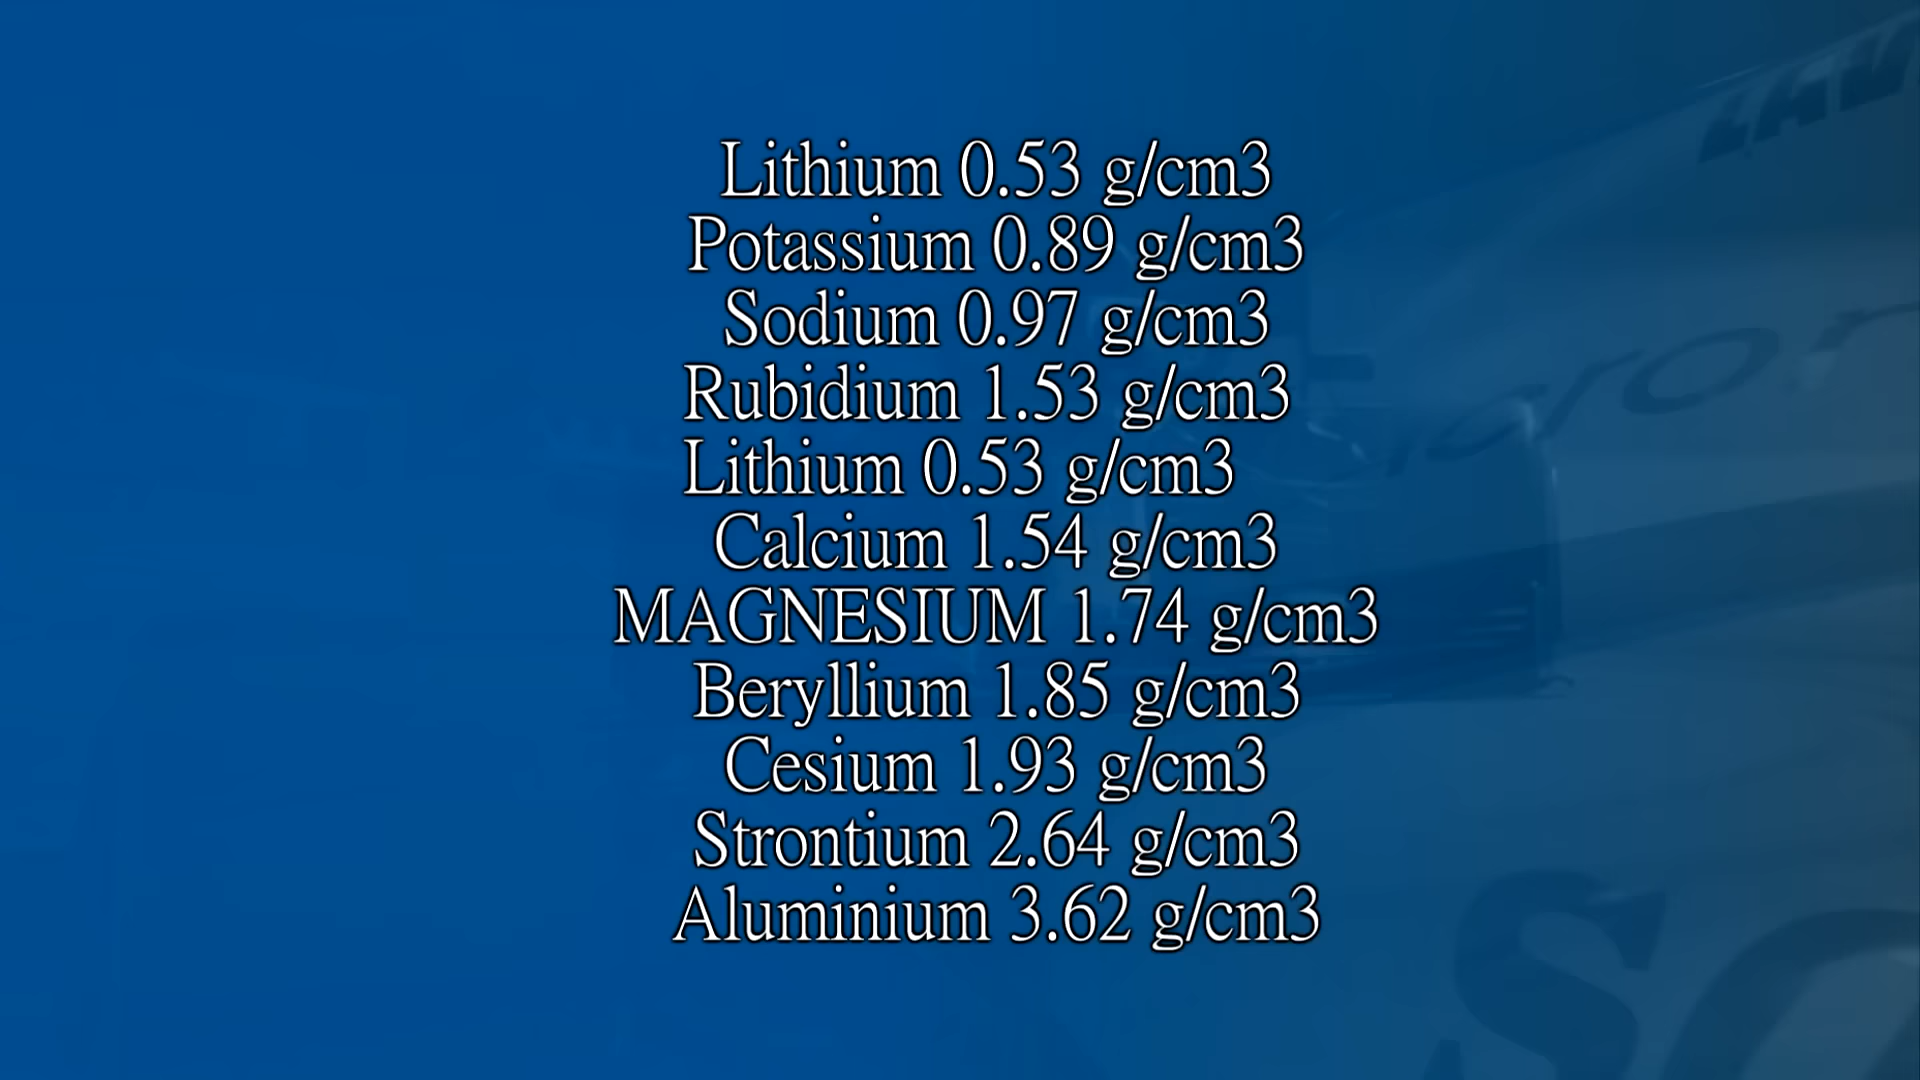 Lithium 0.53 g/cm3
Potassium 0.89 g/cm3
Sodium 0.97 g/cm3
Rubidium 1.53 g/cm3
Lithium 0.53 g/cm3
Calcium 1.54 g/cm3
MAGNESIUM 1.74 g/cm3
Beryllium 1.85 g/cm3
Cesium 1.93 g/cm3
Strontium 2.64 g/cm3
Aluminium 3.62 g/cm3